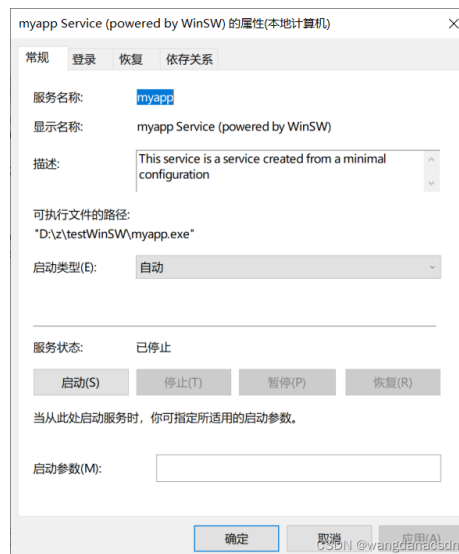 myapp Service (powered by WinSW) 的属性(本地计算机)
常规 登录 恢复 依存关系
服务名称: myapp
显示名称: myapp Service (powered by WinSW)
描述: This service is a service created from a minimal
configuration
可执行文件的路径:
"D:\z\testWinSW\myapp.exe"
启动类型(E): 自动
服务状态: 已停止
启动(S) 停止(T) 暂停(P) 恢复(R)
当从此处启动服务时，你可指定所适用的启动参数。
启动参数(M):
确定 取消 应用(A)
CSDN @wangdanacsdn